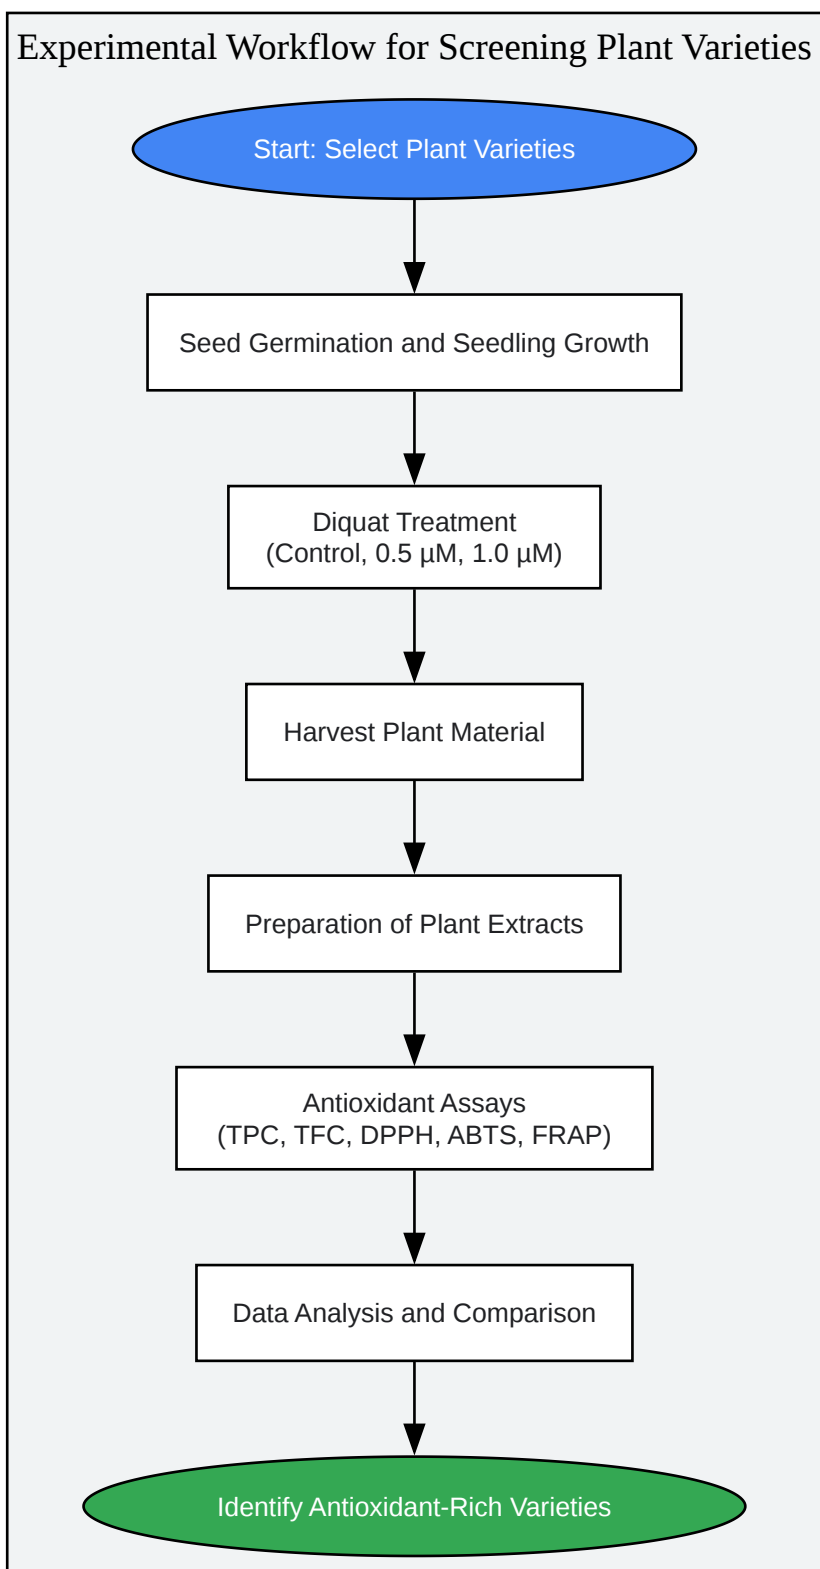 Experimental Workflow for Screening Plant Varieties
Start: Select Plant Varieties
Seed Germination and Seedling Growth
Diquat Treatment
(Control, 0.5 µM, 1.0 µM)
Harvest Plant Material
Preparation of Plant Extracts
Antioxidant Assays
(TPC, TFC, DPPH, ABTS, FRAP)
Data Analysis and Comparison
Identify Antioxidant-Rich Varieties